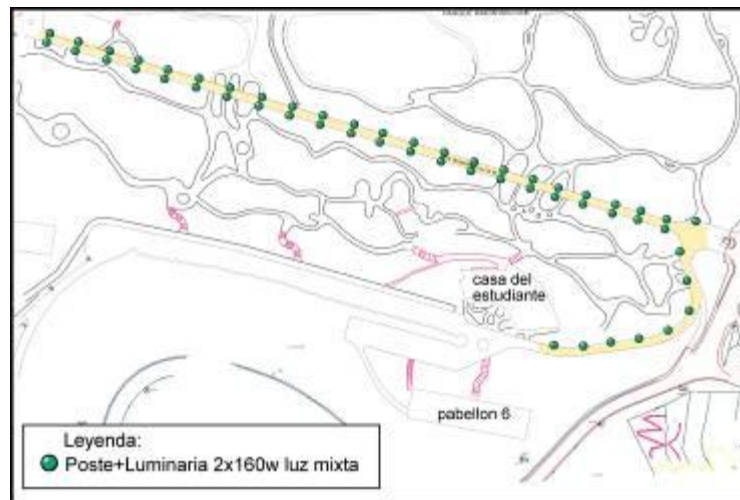 casa del
estudiante
pabellon 6
Leyenda:
Poste+Luminaria 2x160w luz mixta